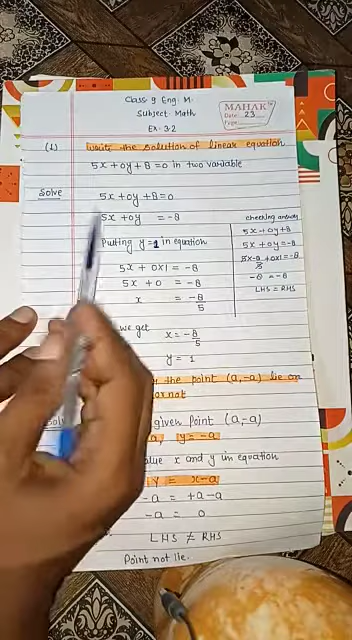 Class-9 Eng. M.
Subject Math
Ex-3.2
MAHAK
Date: 23
Page:
(1) Write the solution of linear equation
5x+0y+8=0 in two variable
Solve
5x+0y+8=0
5x+0y = -8
Putting y=1 in equation
5x + 0x1 = -8
5x + 0 = -8
x = -8/5
we get x = -8/5
y = 1
checking answer
5x+0y+8
5x+0y=-8
5x-8/5 +0x1=-8
-8 = -8
LHS = RHS
the point (a,-a) lie on
or not
given Point (a,-a)
a, y=-a
value x and y in equation
Y = x-a
-a = +a-a
-a = 0
LHS ≠ RHS
Point not lie.